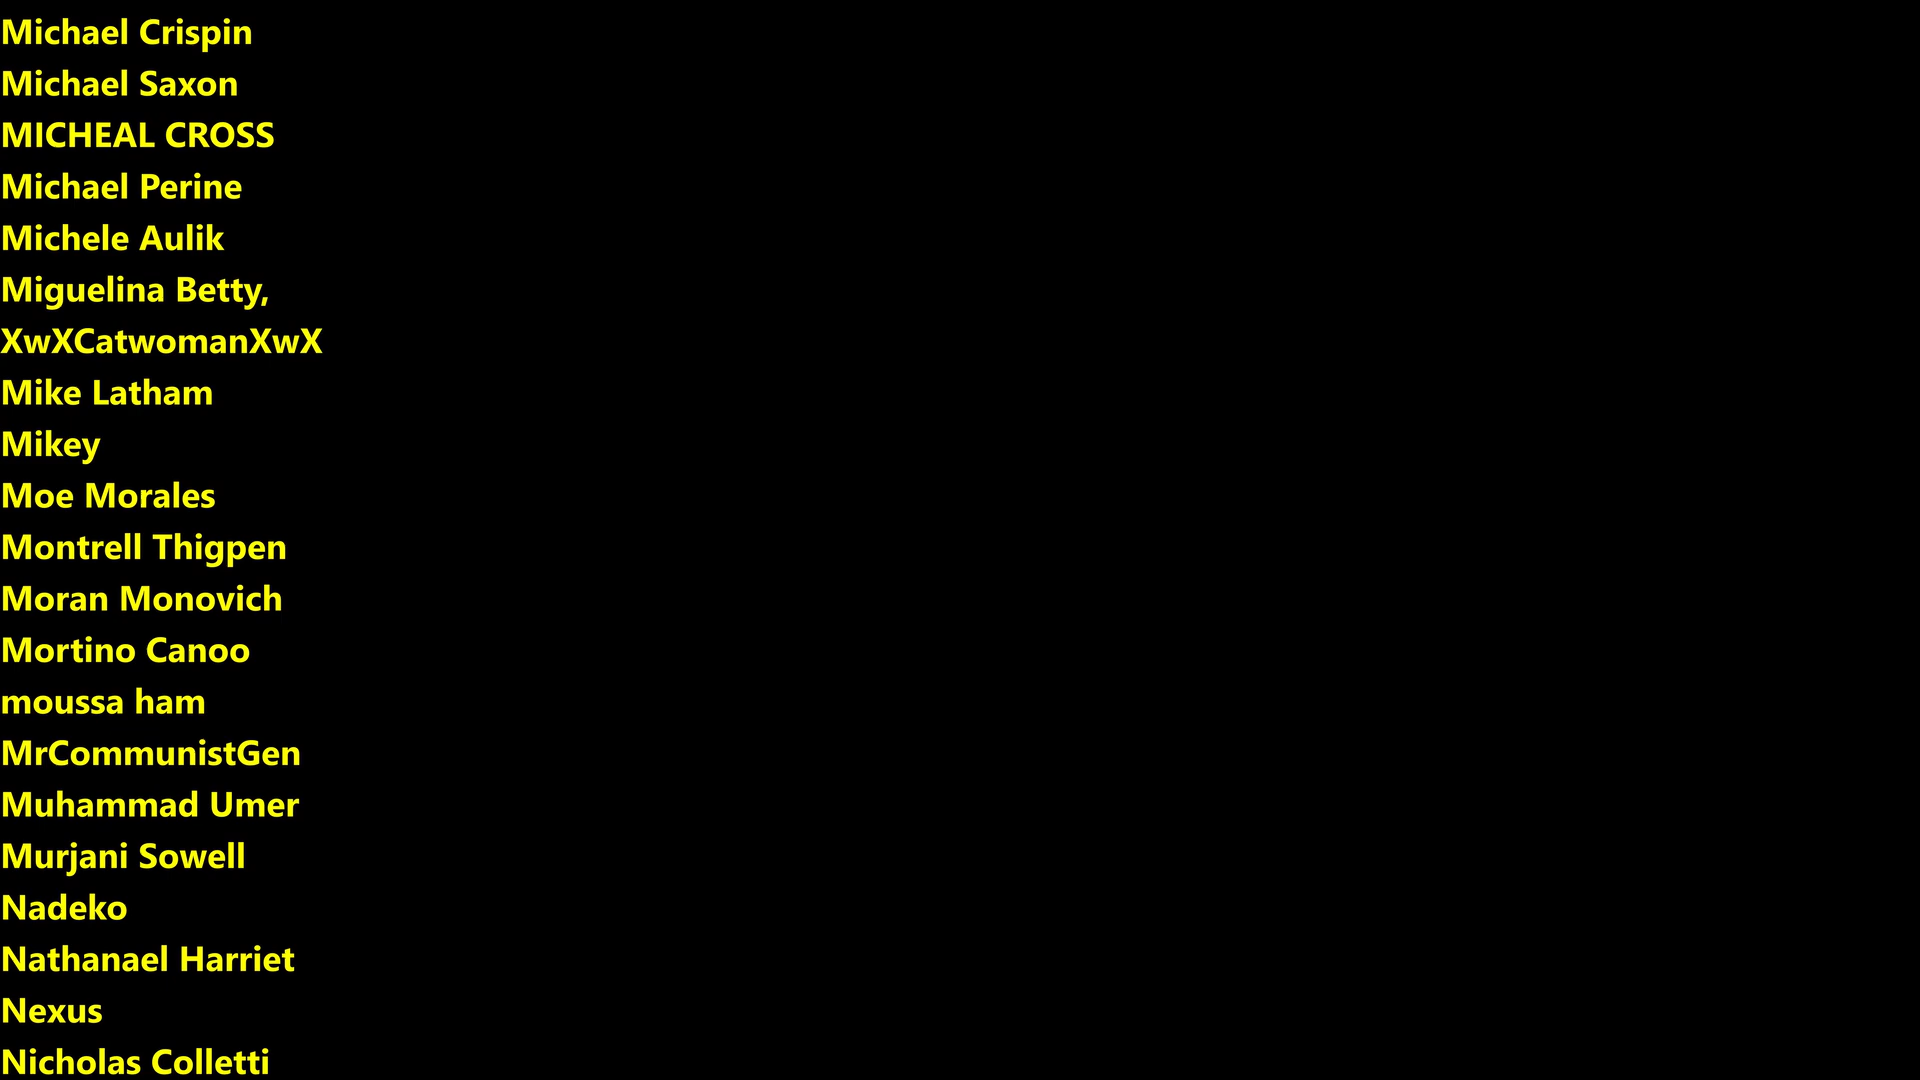 Michael Crispin
Michael Saxon
MICHEAL CROSS
Michael Perine
Michele Aulik
Miguelina Betty,
XwXCatwomanXwX
Mike Latham
Mikey
Moe Morales
Montrell Thigpen
Moran Monovich
Mortino Canoo
moussa ham
MrCommunistGen
Muhammad Umer
Murjani Sowell
Nadeko
Nathanael Harriet
Nexus
Nicholas Colletti